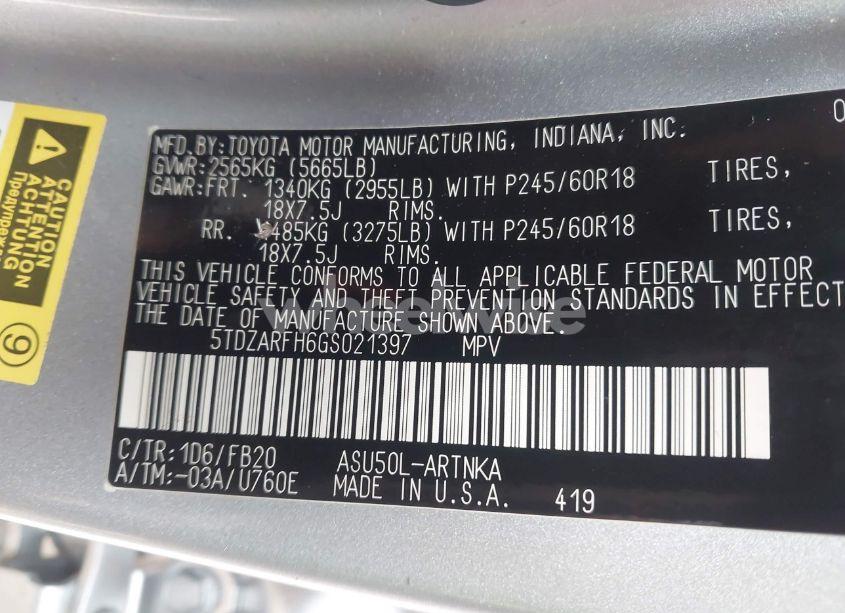 0
MFD.BY:TOYOTA MOTOR MANUFACTURING, INDIANA, INC.
GVWR:2565KG (5665LB)
GAWR:FRT. 1340KG (2955LB) WITH P245/60R18 TIRES,
18X7.5J RIMS.
RR. 1485KG (3275LB) WITH P245/60R18 TIRES,
18X7.5J RIMS.
THIS VEHICLE CONFORMS TO ALL APPLICABLE FEDERAL MOTOR
VEHICLE SAFETY AND THEFT PREVENTION STANDARDS IN EFFECT
THE DATE OF MANUFACTURE SHOWN ABOVE.
5TDZARFH6GS021397 MPV
C/TR:1D6/FB20 ASU50L-ARTNKA
A/TM:-03A/U760E MADE IN U.S.A. 419
CAUTION
ATTENTION
ACHTUNG
9